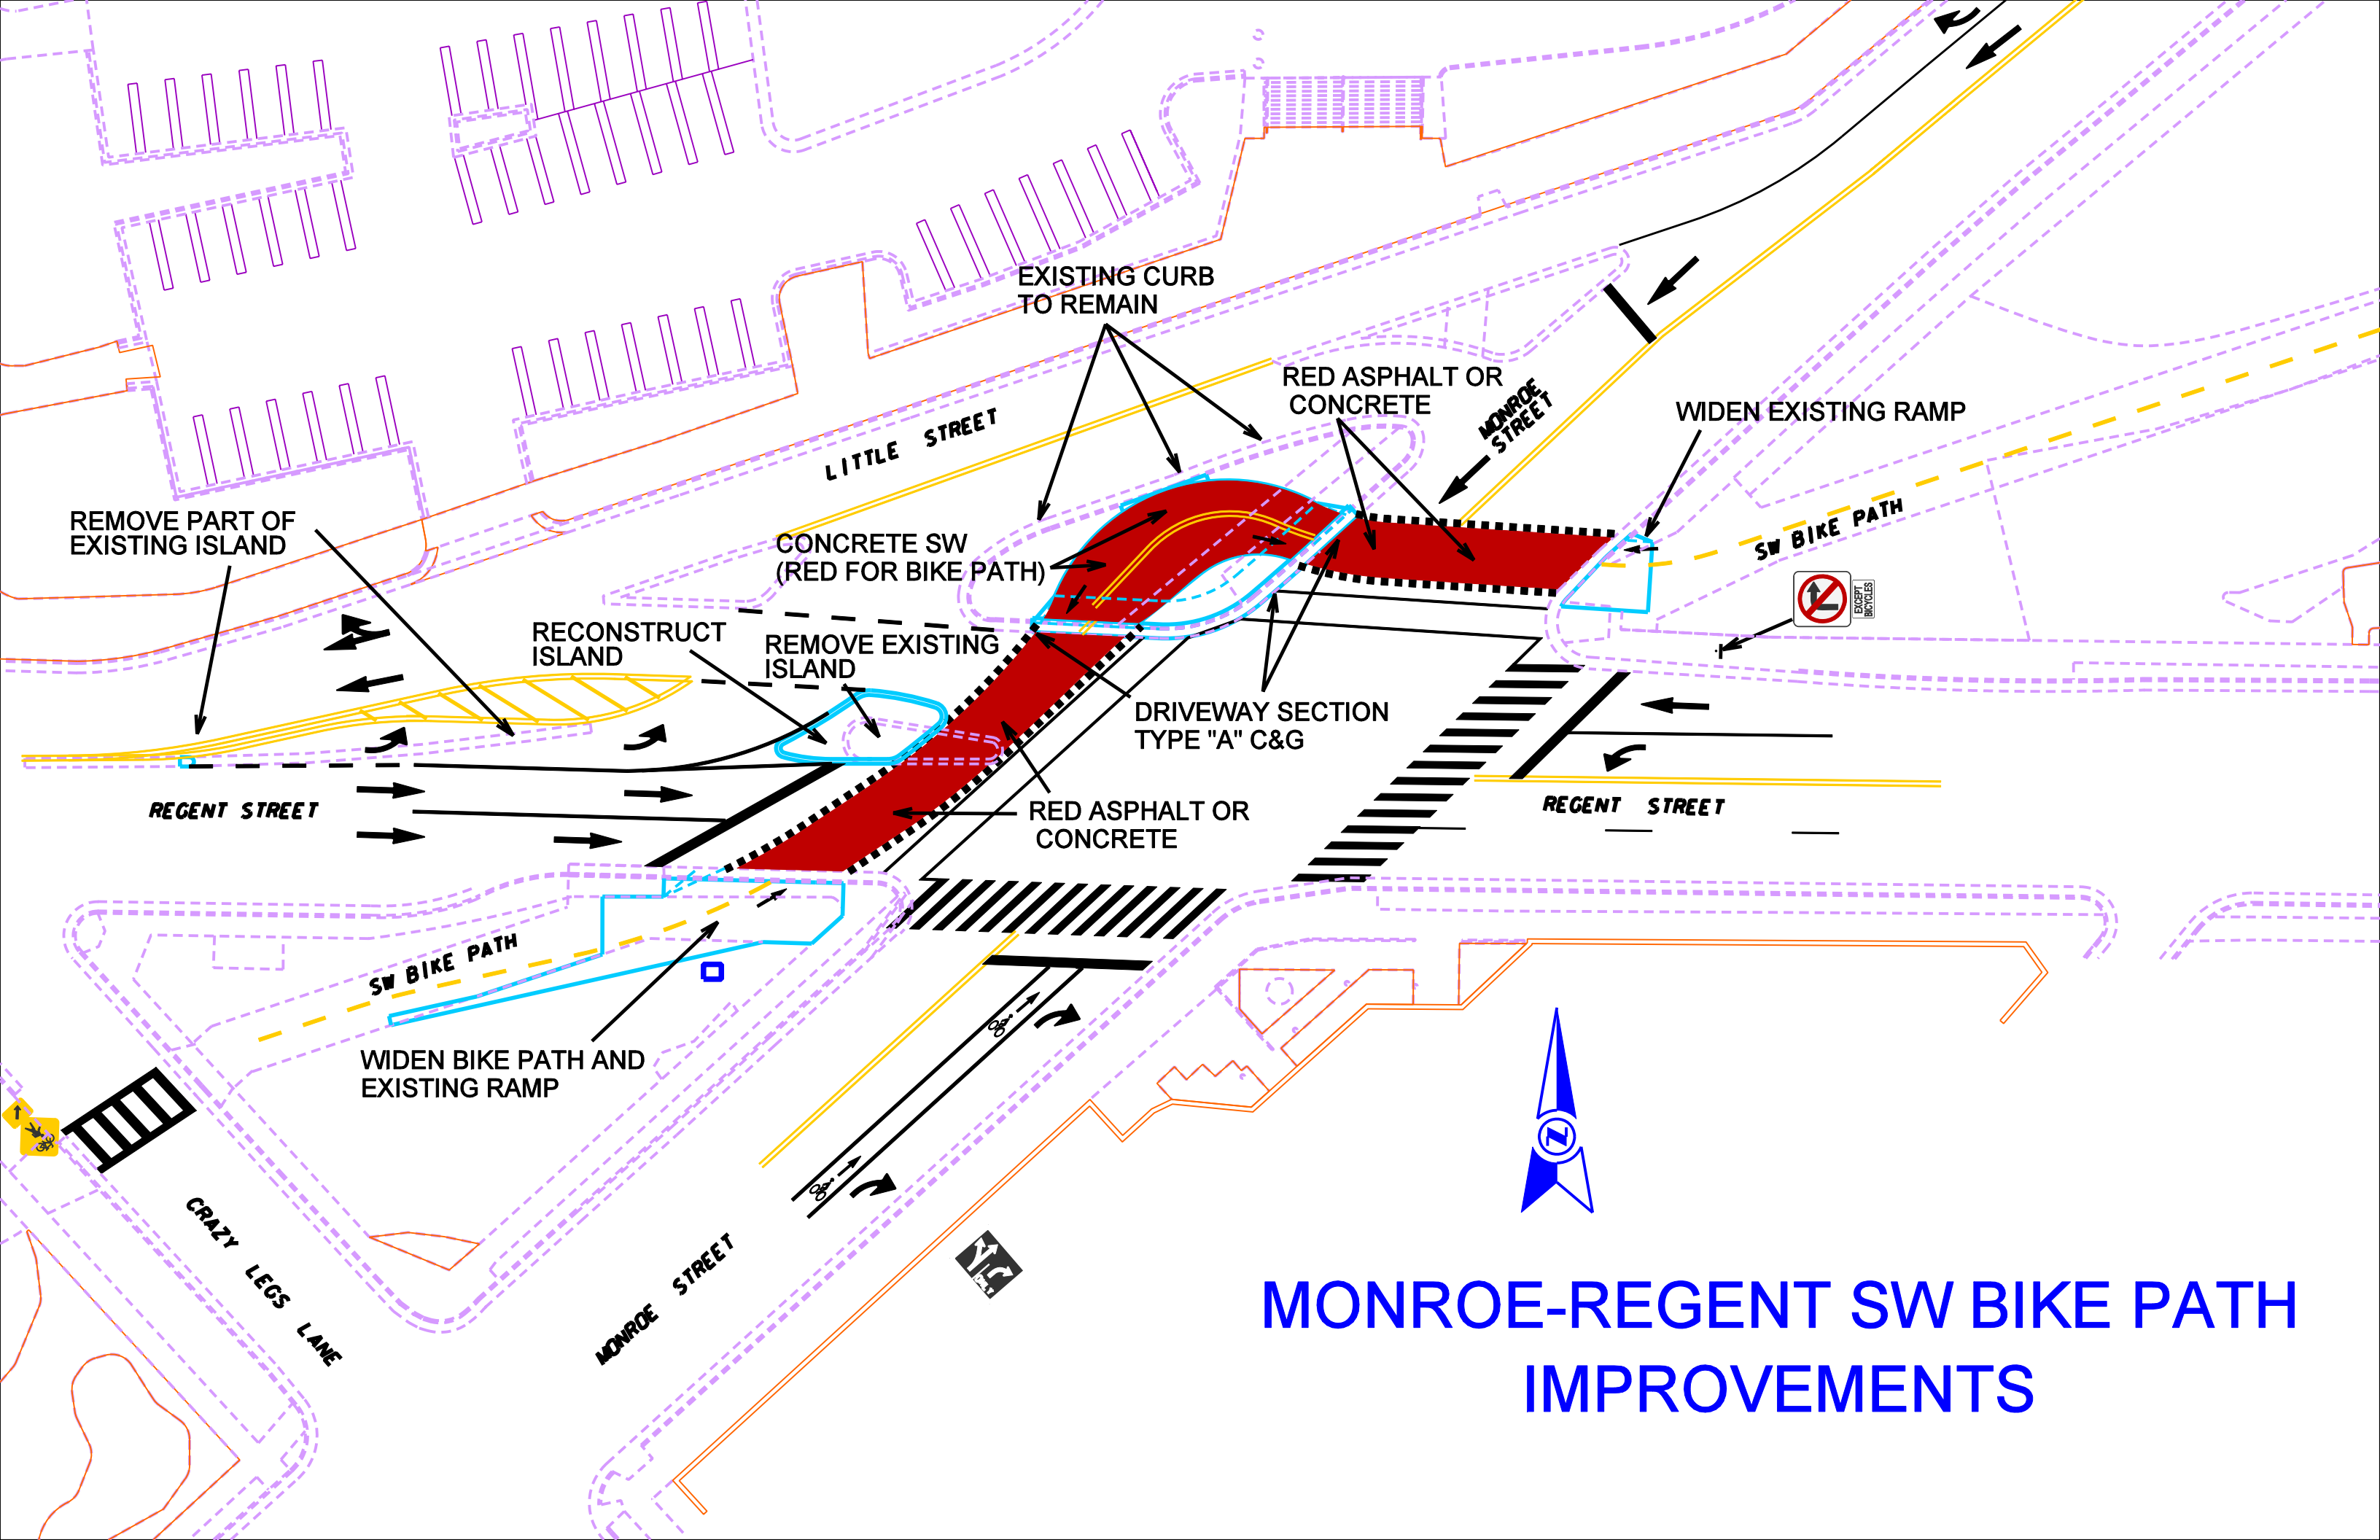 EXISTING CURB
TO REMAIN
RED ASPHALT OR
CONCRETE
MONROE
STREET
WIDEN EXISTING RAMP
LITTLE STREET
REMOVE PART OF
EXISTING ISLAND
CONCRETE SW
(RED FOR BIKE PATH)
SW BIKE PATH
EXCEPT
BICYCLES
RECONSTRUCT
ISLAND
REMOVE EXISTING
ISLAND
DRIVEWAY SECTION
TYPE "A" C&G
REGENT STREET
RED ASPHALT OR
CONCRETE
REGENT STREET
SW BIKE PATH
WIDEN BIKE PATH AND
EXISTING RAMP
N
CRAZY LEGS LANE
MONROE STREET
MONROE-REGENT SW BIKE PATH
IMPROVEMENTS